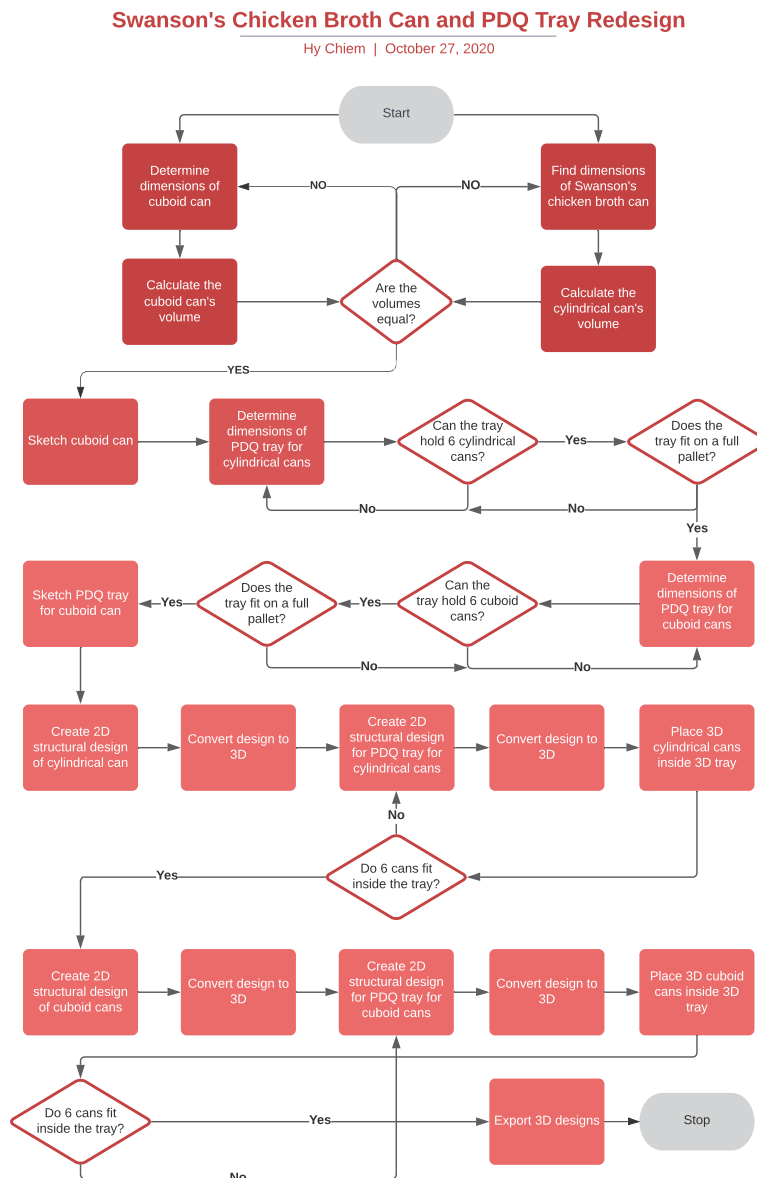 Swanson's Chicken Broth Can and PDQ Tray Redesign
Hy Chiem | October 27, 2020
Start
Determine
dimensions of
cuboid can
NO
NO
Find dimensions
of Swanson's
chicken broth can
Calculate the
cuboid can's
volume
Are the
volumes
equal?
Calculate the
cylindrical can's
volume
YES
Sketch cuboid can
Determine
dimensions of
PDQ tray for
cylindrical cans
Can the tray
hold 6 cylindrical
cans?
Yes
Does the
tray fit on a full
pallet?
No
No
Yes
Sketch PDQ tray
for cuboid can
Yes
Does the
tray fit on a full
pallet?
Yes
Can the
tray hold 6 cuboid
cans?
Determine
dimensions of
PDQ tray for
cuboid cans
No
No
Create 2D
structural design
of cylindrical can
Convert design to
3D
Create 2D
structural design
for PDQ tray for
cylindrical cans
Convert design to
3D
Place 3D
cylindrical cans
inside 3D tray
No
Yes
Do 6 cans fit
inside the tray?
Create 2D
structural design
of cuboid cans
Convert design to
3D
Create 2D
structural design
for PDQ tray for
cuboid cans
Convert design to
3D
Place 3D cuboid
cans inside 3D
tray
Do 6 cans fit
inside the tray?
Yes
Export 3D designs
Stop
No